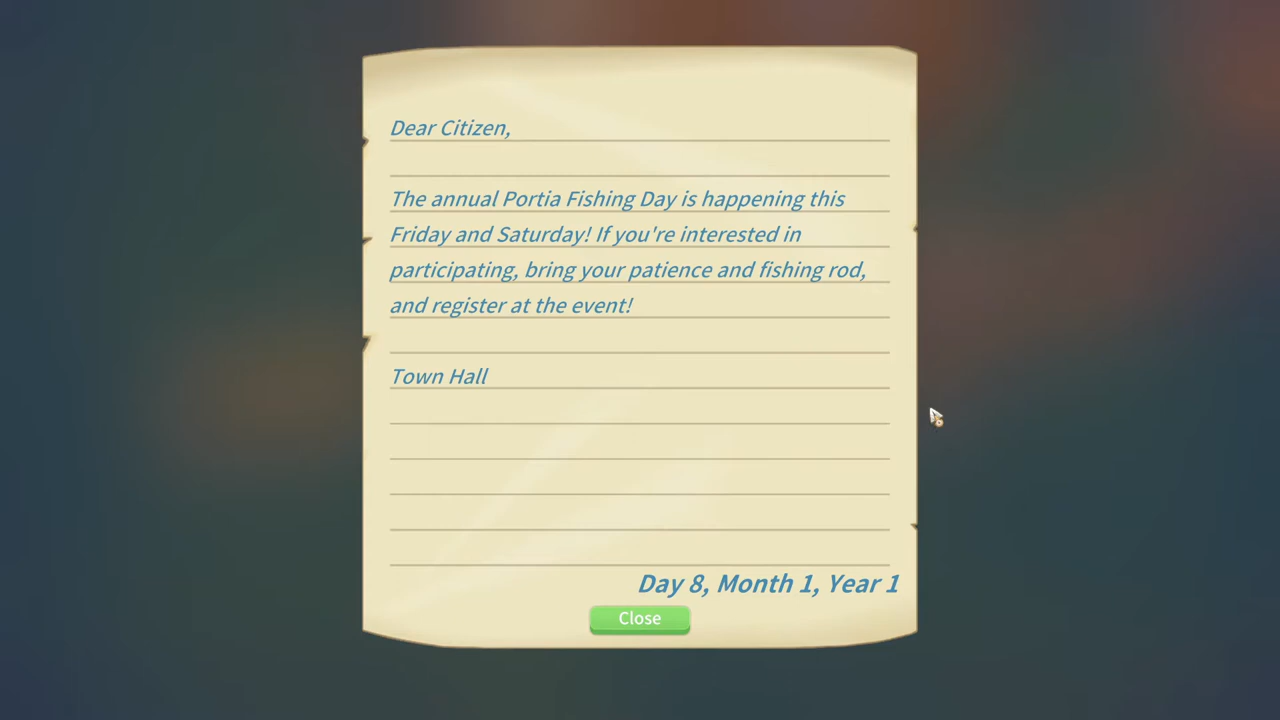 Dear Citizen,
The annual Portia Fishing Day is happening this
Friday and Saturday! If you're interested in
participating, bring your patience and fishing rod,
and register at the event!
Town Hall
Day 8, Month 1, Year 1
Close